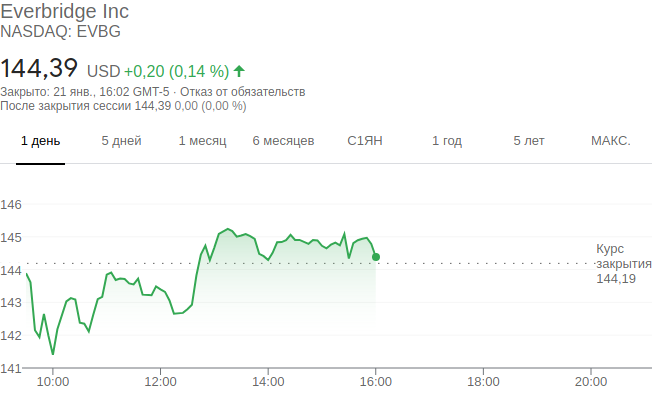 Everbridge Inc
NASDAQ: EVBG
144,39 USD +0,20 (0,14 %)
Закрыто: 21 янв., 16:02 GMT-5 · Отказ от обязательств
После закрытия сессии 144,39 0,00 (0,00 %)
1 день 5 дней 1 месяц 6 месяцев С1ЯН 1 год 5 лет МАКС.
146
145
Курс
144 закрытия
144,19
143
142
141
10:00 12:00 14:00 16:00 18:00 20:00